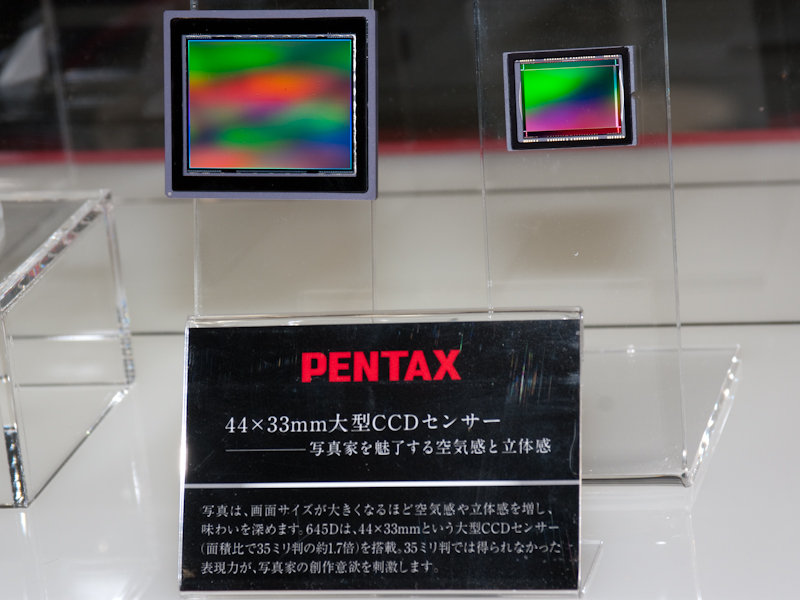 PENTAX
44×33mm大型CCDセンサー
写真家を魅了する空気感と立体感
写真は、画面サイズが大きくなるほど空気感や立体感を増し、
味わいを深めます。645Dは、44×33mmという大型CCDセンサー
(面積比で35ミリ判の約1.7倍)を搭載。35ミリ判では得られなかった
表現力が、写真家の創作意欲を刺激します。